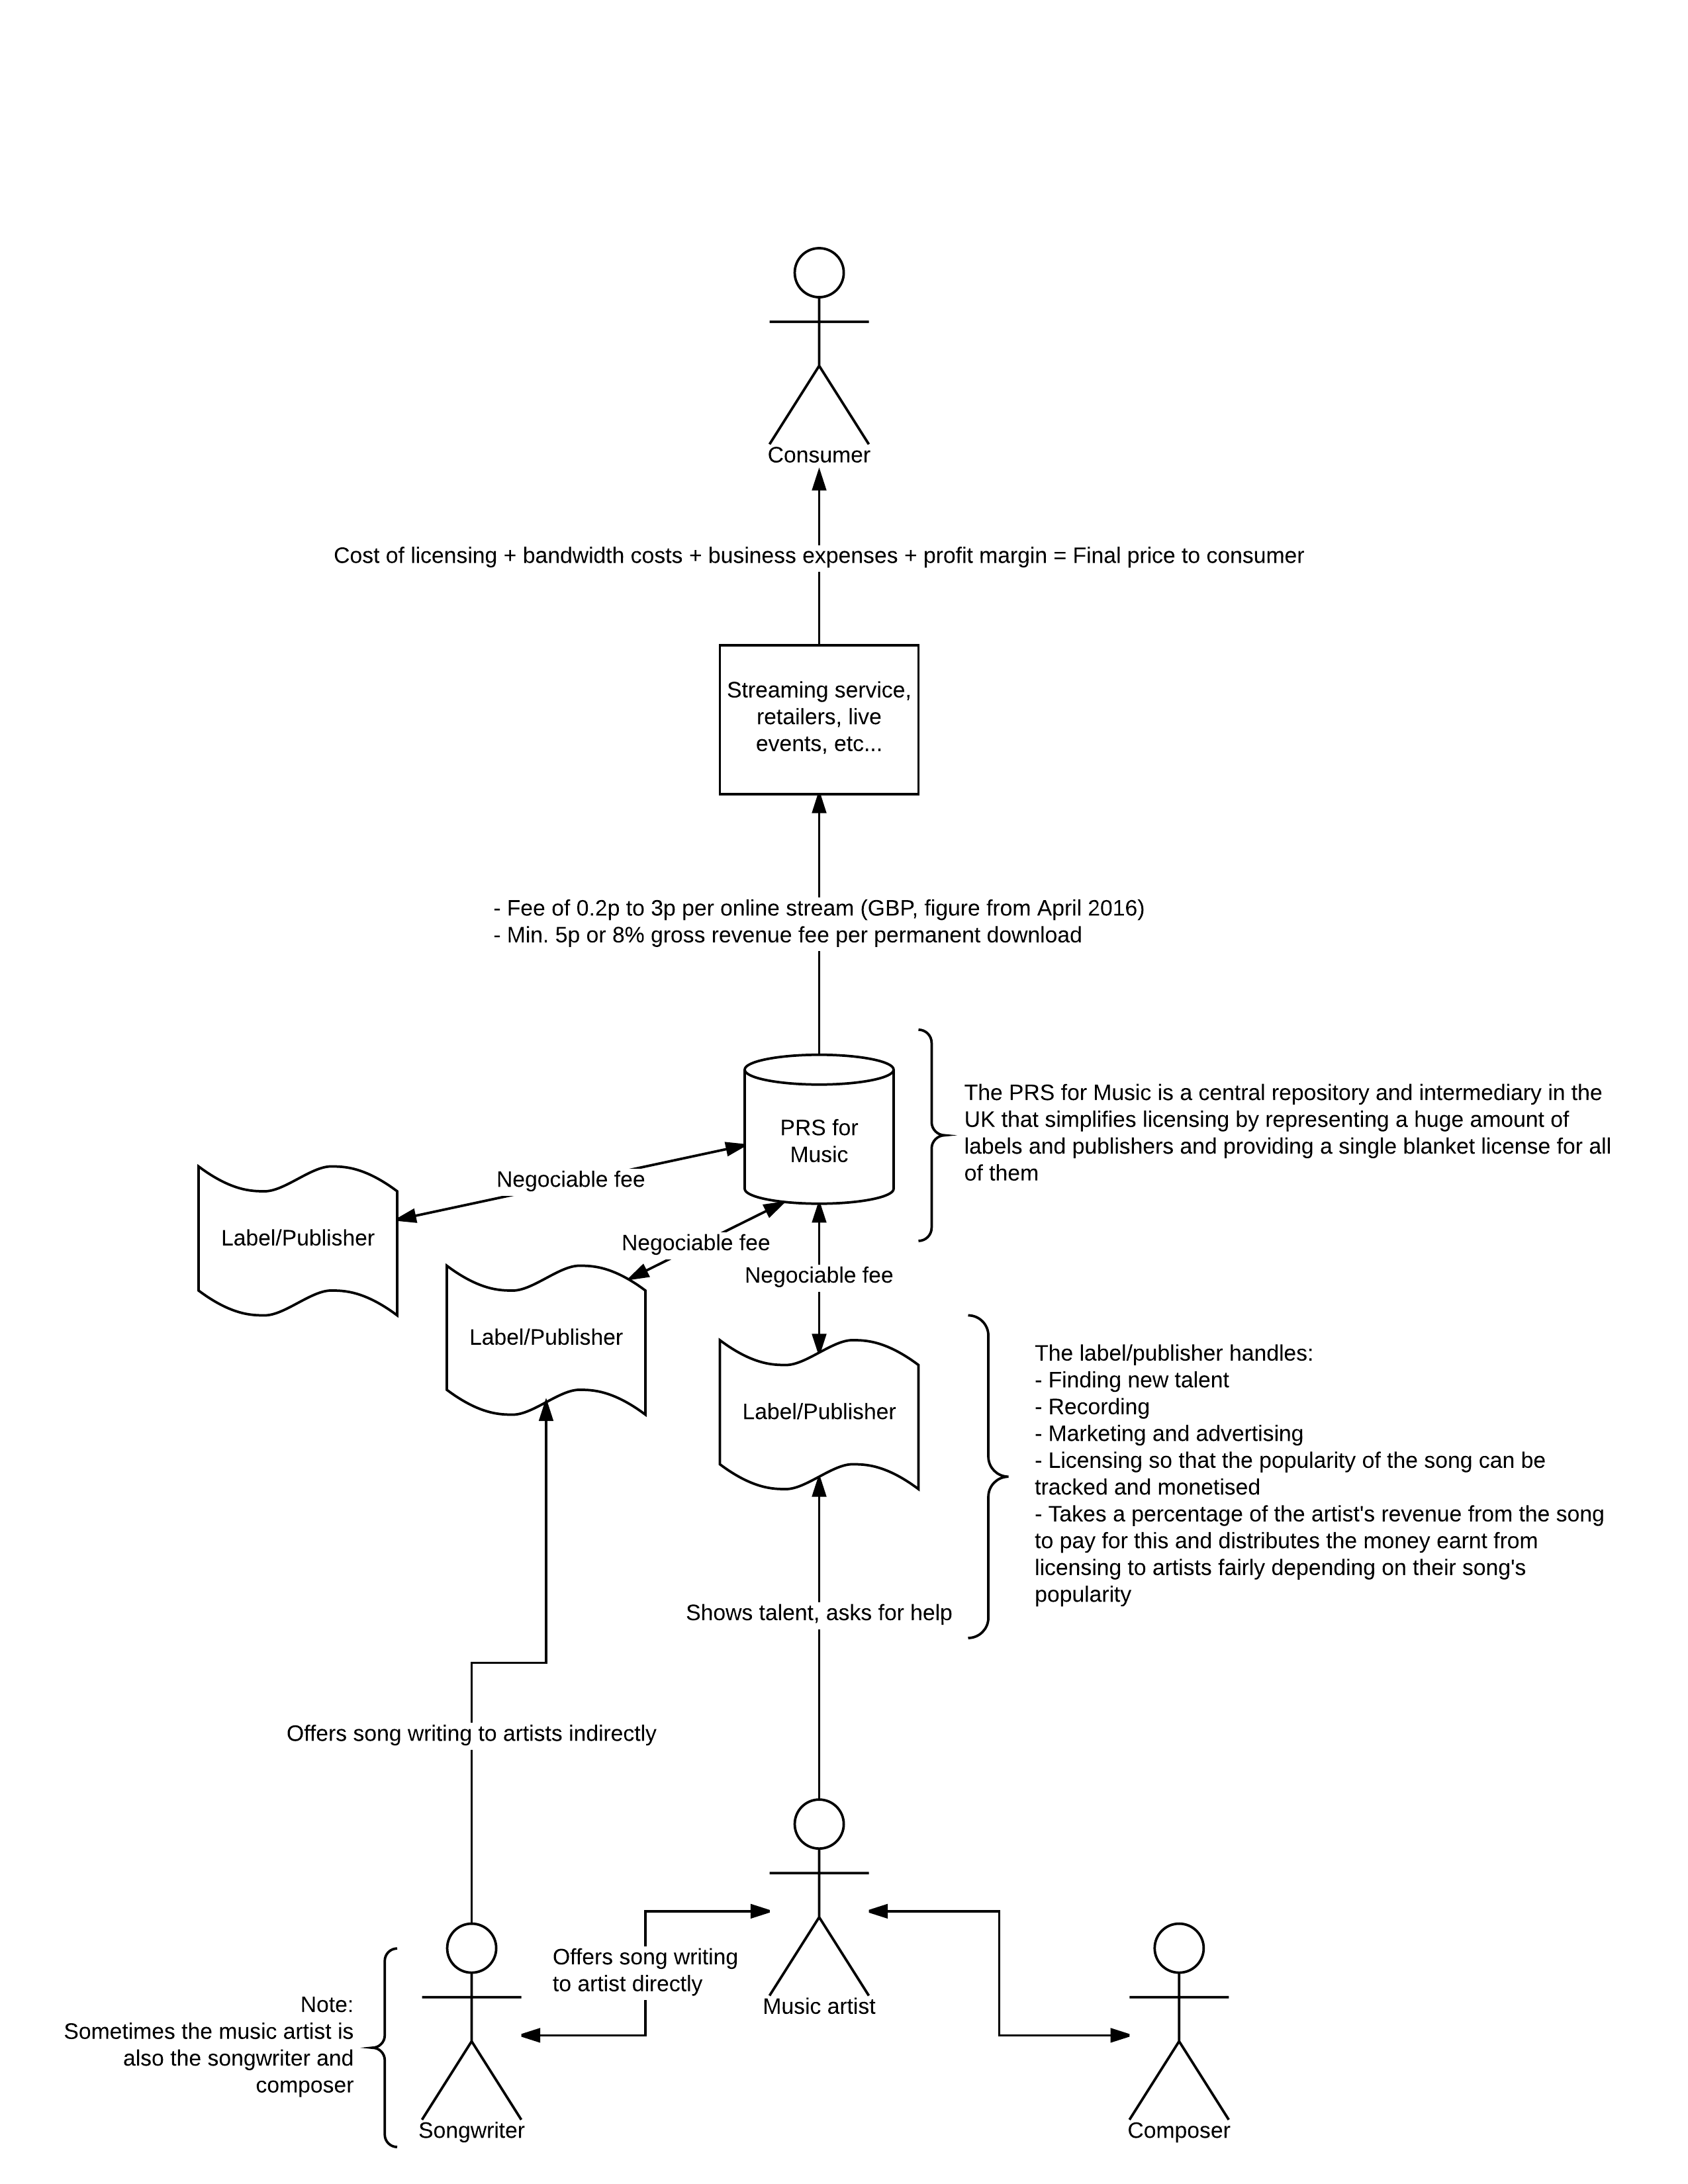 Consumer
Cost of licensing + bandwidth costs + business expenses + profit margin = Final price to consumer
Streaming service,
retailers, live
events, etc...
- Fee of 0.2p to 3p per online stream (GBP, figure from April 2016)
- Min. 5p or 8% gross revenue fee per permanent download
PRS for
Music
The PRS for Music is a central repository and intermediary in the
UK that simplifies licensing by representing a huge amount of
labels and publishers and providing a single blanket license for all
of them
Negociable fee
Label/Publisher
Negociable fee
Negociable fee
Label/Publisher
Label/Publisher
The label/publisher handles:
- Finding new talent
- Recording
- Marketing and advertising
- Licensing so that the popularity of the song can be
tracked and monetised
- Takes a percentage of the artist's revenue from the song
to pay for this and distributes the money earnt from
licensing to artists fairly depending on their song's
popularity
Shows talent, asks for help
Offers song writing to artists indirectly
Offers song writing
to artist directly
Music artist
Note:
Sometimes the music artist is
also the songwriter and
composer
Songwriter
Composer